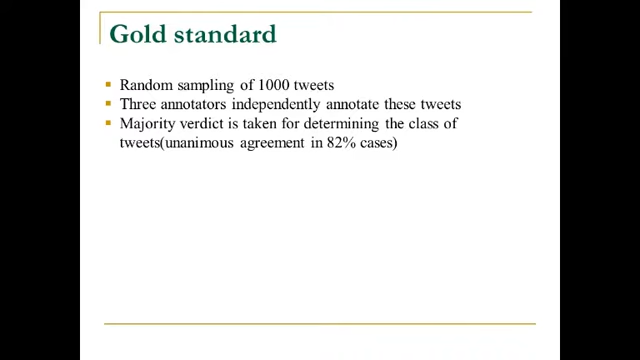 Gold standard
Random sampling of 1000 tweets
Three annotators independently annotate these tweets
Majority verdict is taken for determining the class of
tweets(unanimous agreement in 82% cases)